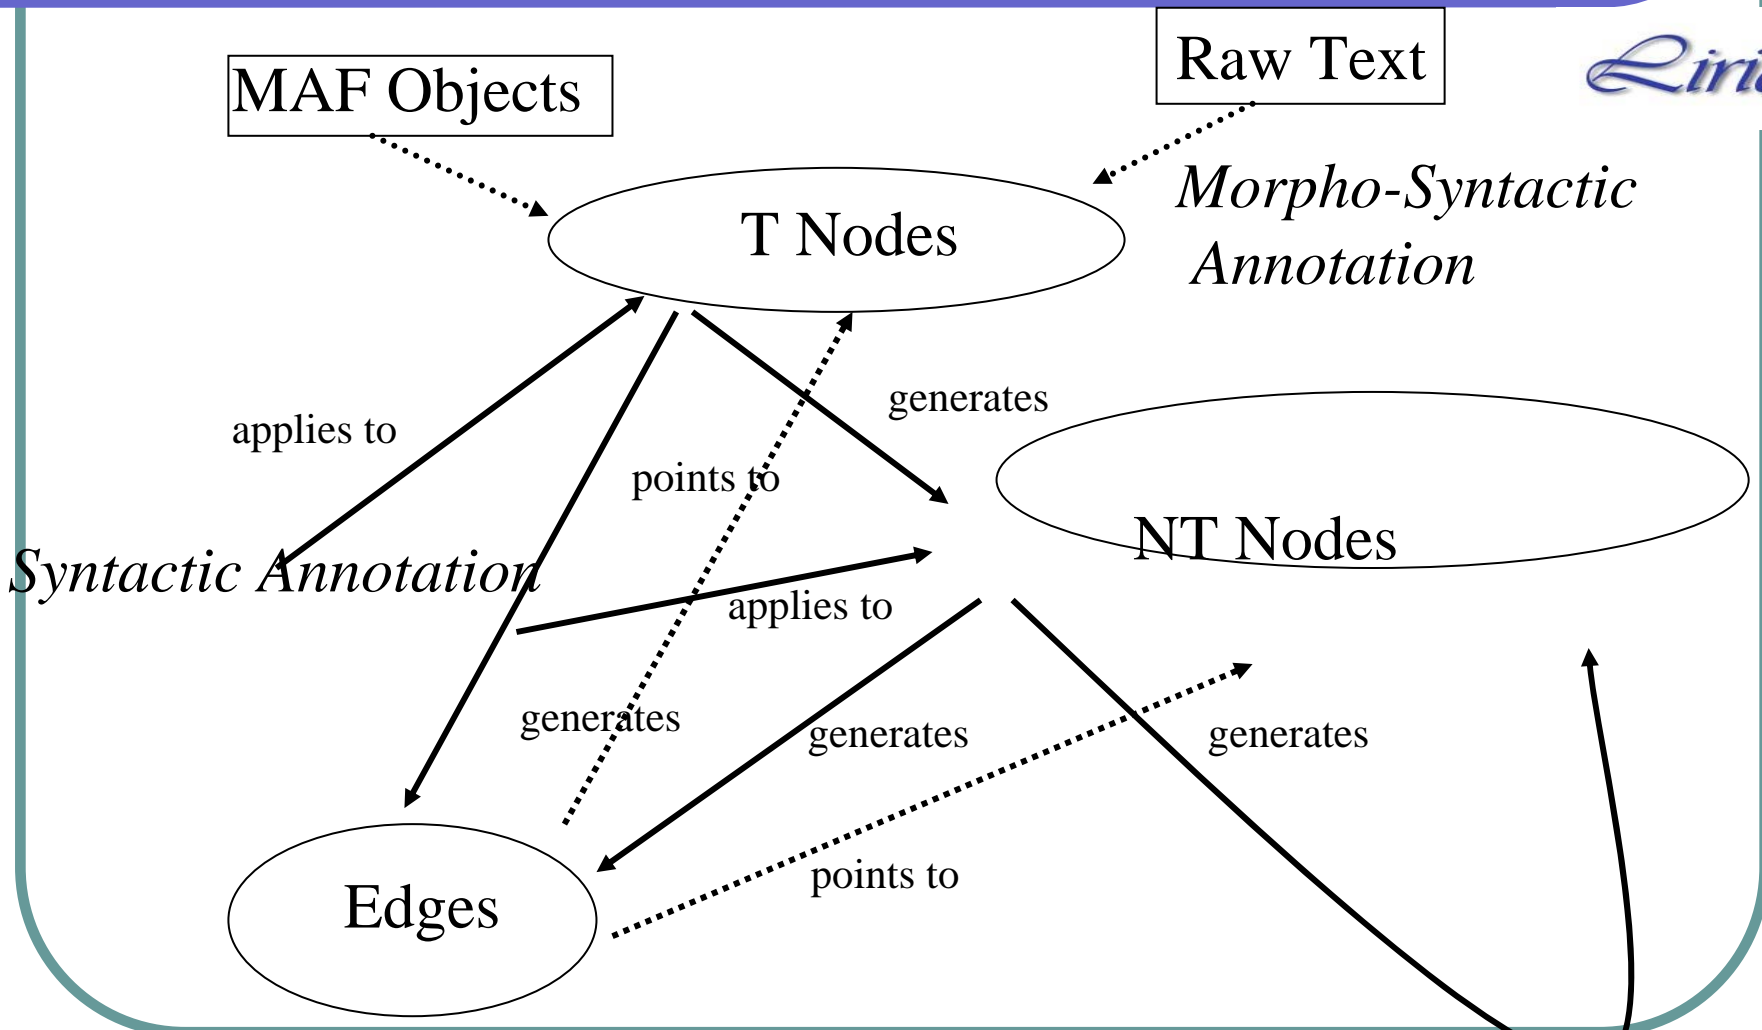 MAF Objects
Raw Text
Morpho-Syntactic
Annotation
T Nodes
generates
applies to
points to
NT Nodes
Syntactic Annotation
applies to
generates
generates
generates
points to
Edges